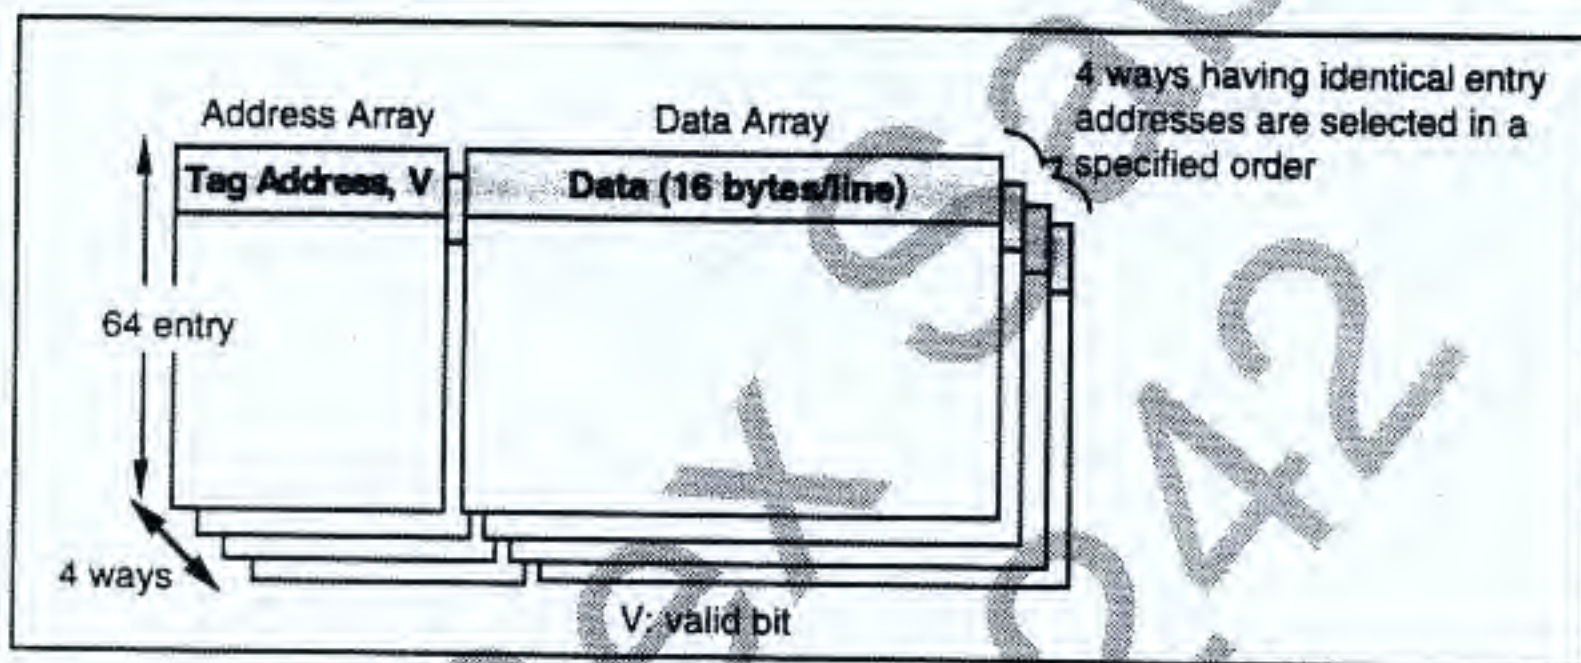 4 ways having identical entry
addresses are selected in a
specified order
Address Array
Data Array
Tag Address, V
Data (16 bytes/line)
64 entry
4 ways
V: valid bit